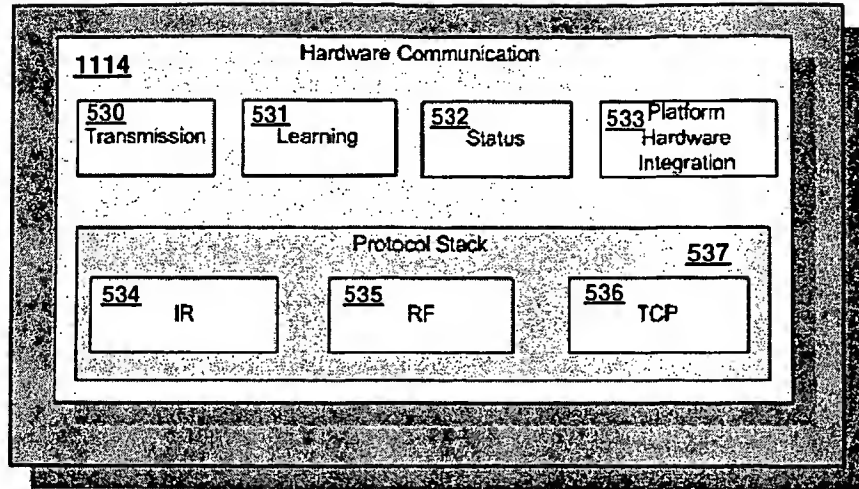 Hardware Communication
1114
530
Transmission
531
Learning
532
Status
533 Platform
Hardware
Integration
Protocol Stack
537
534
IR
535
RF
536
TCP